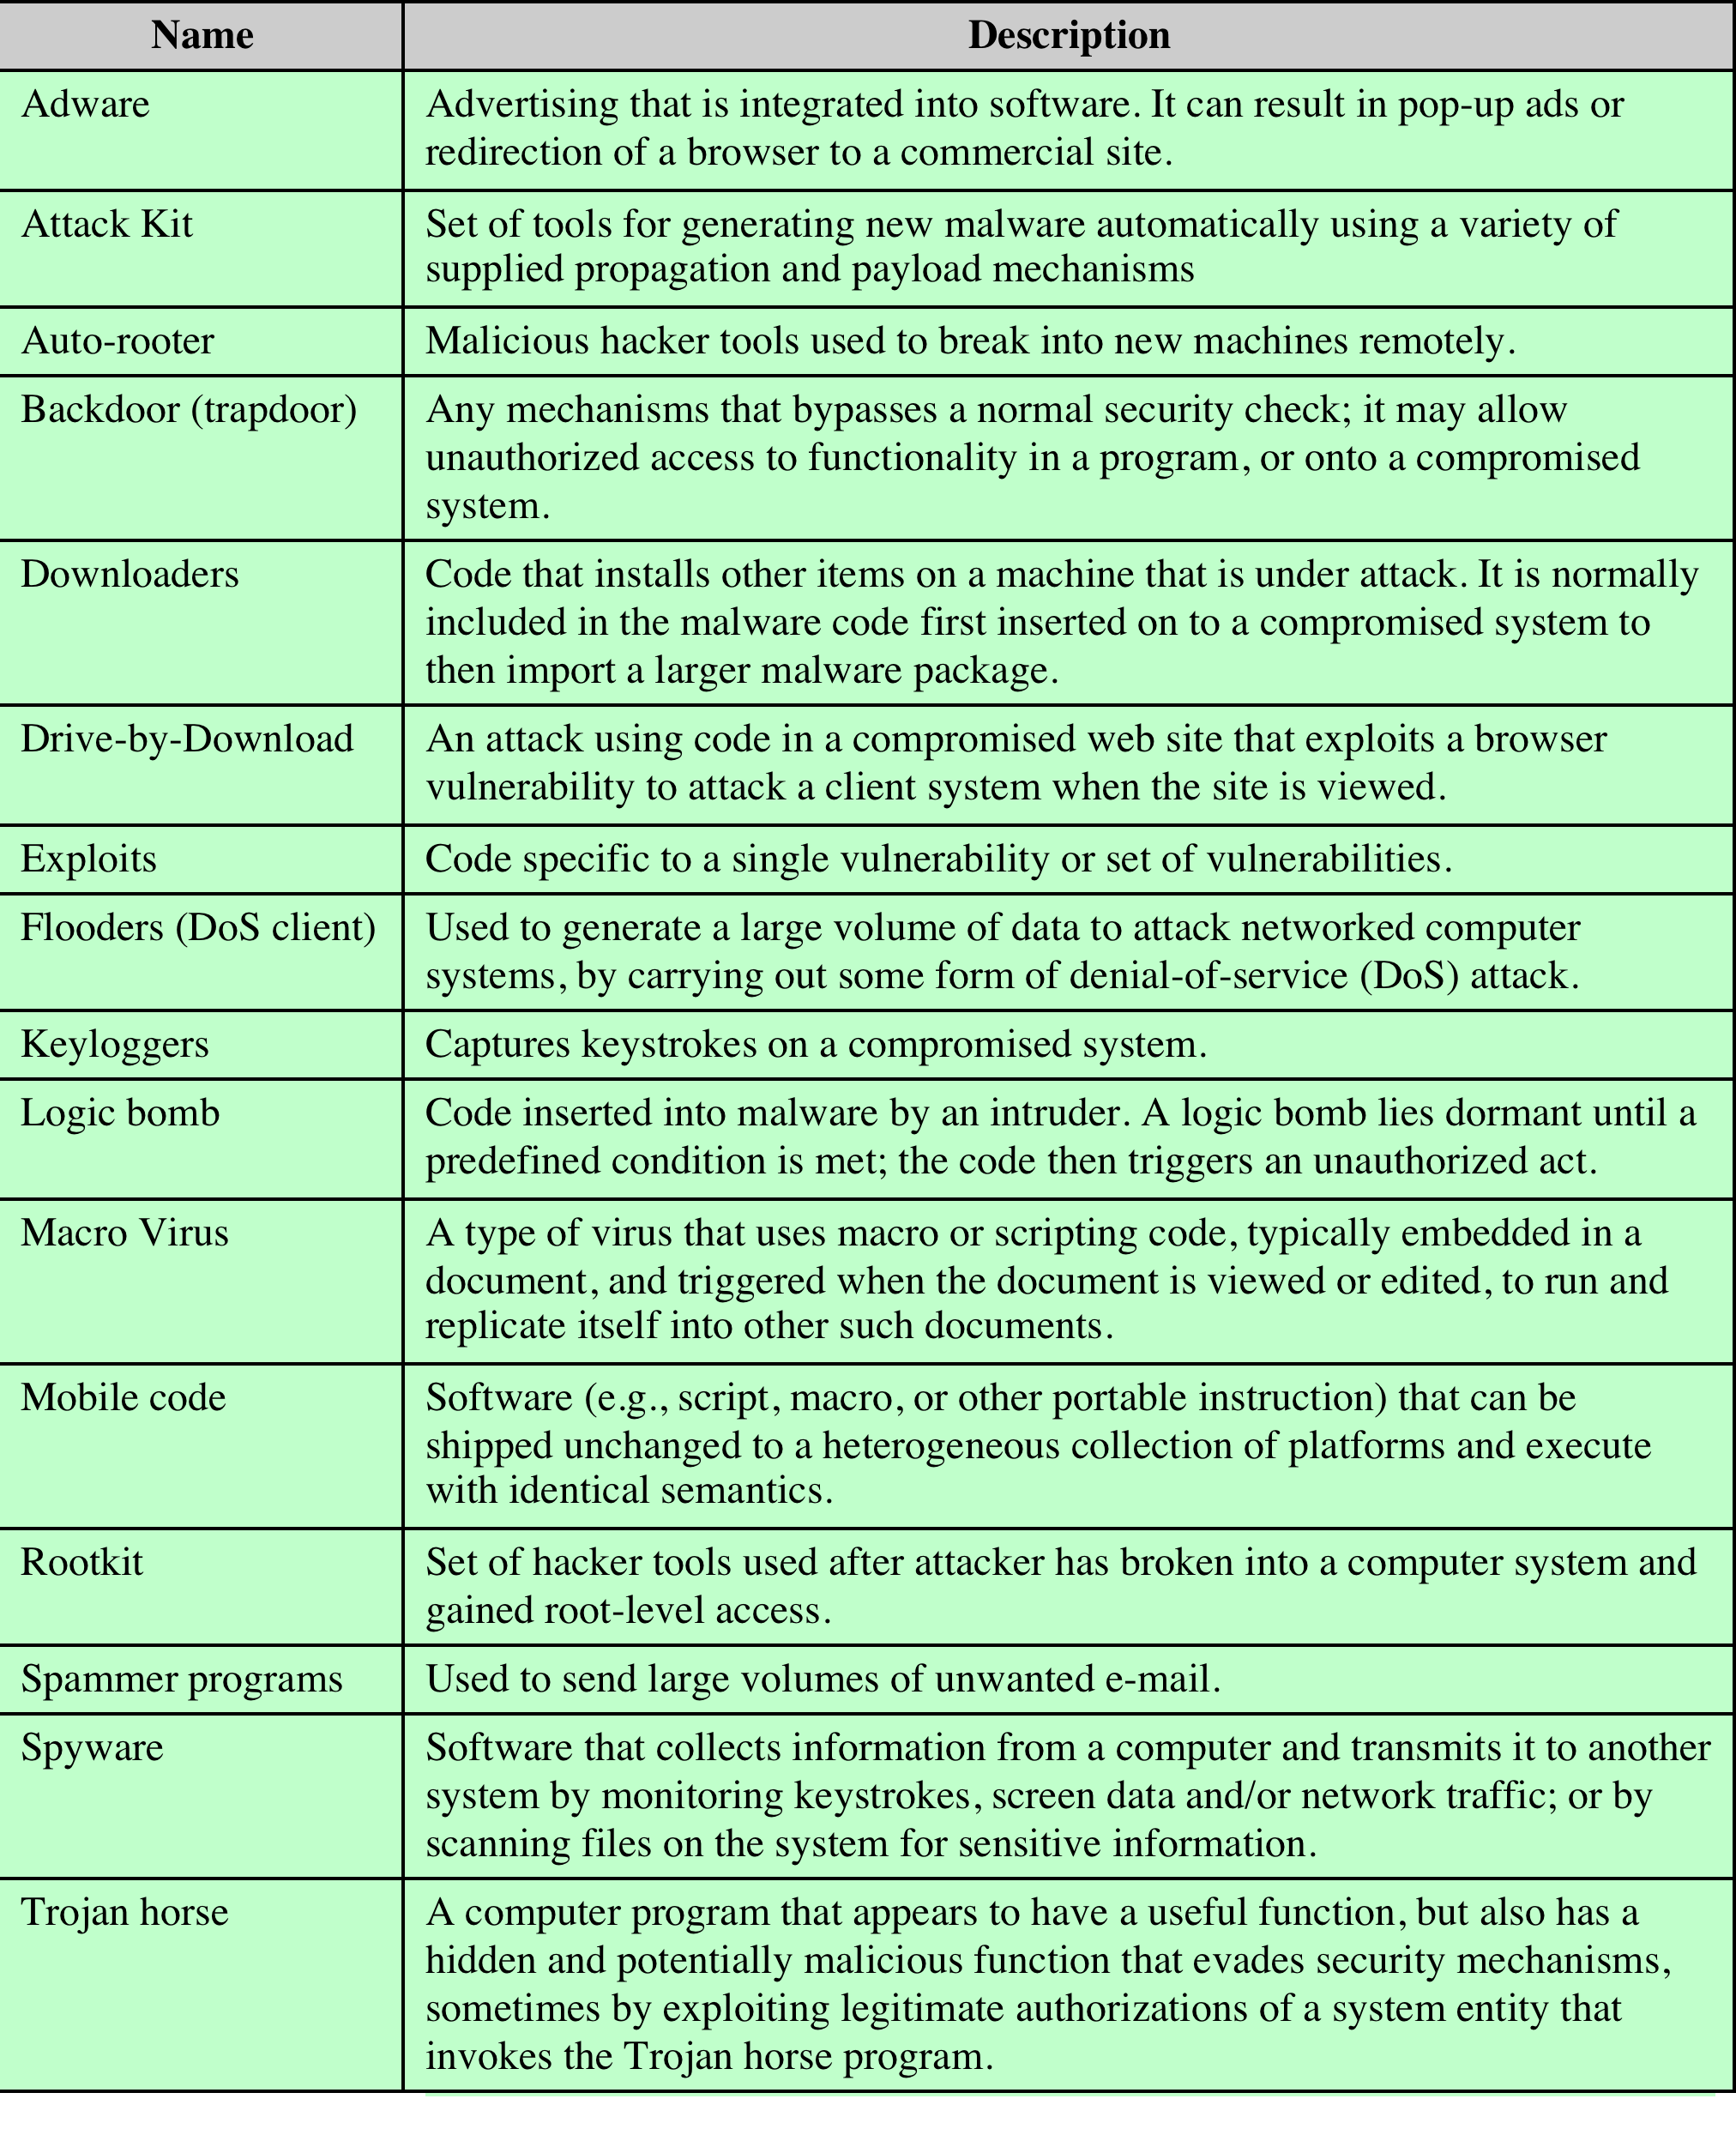 Name Description
Adware Advertising that is integrated into software. It can result in pop-up ads or
redirection of a browser to a commercial site.
Attack Kit Set of tools for generating new malware automatically using a variety of
supplied propagation and payload mechanisms
Auto-rooter Malicious hacker tools used to break into new machines remotely.
Backdoor (trapdoor) Any mechanisms that bypasses a normal security check; it may allow
unauthorized access to functionality in a program, or onto a compromised
system.
Downloaders Code that installs other items on a machine that is under attack. It is normally
included in the malware code first inserted on to a compromised system to
then import a larger malware package.
Drive-by-Download An attack using code in a compromised web site that exploits a browser
vulnerability to attack a client system when the site is viewed.
Exploits Code specific to a single vulnerability or set of vulnerabilities.
Flooders (DoS client) Used to generate a large volume of data to attack networked computer
systems, by carrying out some form of denial-of-service (DoS) attack.
Keyloggers Captures keystrokes on a compromised system.
Logic bomb Code inserted into malware by an intruder. A logic bomb lies dormant until a
predefined condition is met; the code then triggers an unauthorized act.
Macro Virus A type of virus that uses macro or scripting code, typically embedded in a
document, and triggered when the document is viewed or edited, to run and
replicate itself into other such documents.
Mobile code Software (e.g., script, macro, or other portable instruction) that can be
shipped unchanged to a heterogeneous collection of platforms and execute
with identical semantics.
Rootkit Set of hacker tools used after attacker has broken into a computer system and
gained root-level access.
Spammer programs Used to send large volumes of unwanted e-mail.
Spyware Software that collects information from a computer and transmits it to another
system by monitoring keystrokes, screen data and/or network traffic; or by
scanning files on the system for sensitive information.
Trojan horse A computer program that appears to have a useful function, but also has a
hidden and potentially malicious function that evades security mechanisms,
sometimes by exploiting legitimate authorizations of a system entity that
invokes the Trojan horse program.